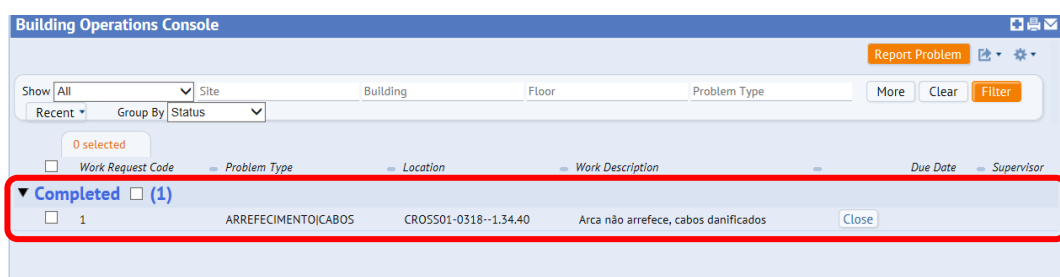 Building Operations Console
Report Problem
Show All Site Building Floor Problem Type More Clear Filter
Recent Group By Status
0 selected
Work Request Code Problem Type Location Work Description Due Date Supervisor
Completed (1)
1 ARREFECIMENTO|CABOS CROSS01-0318--1.34.40 Arca não arrefece, cabos danificados Close